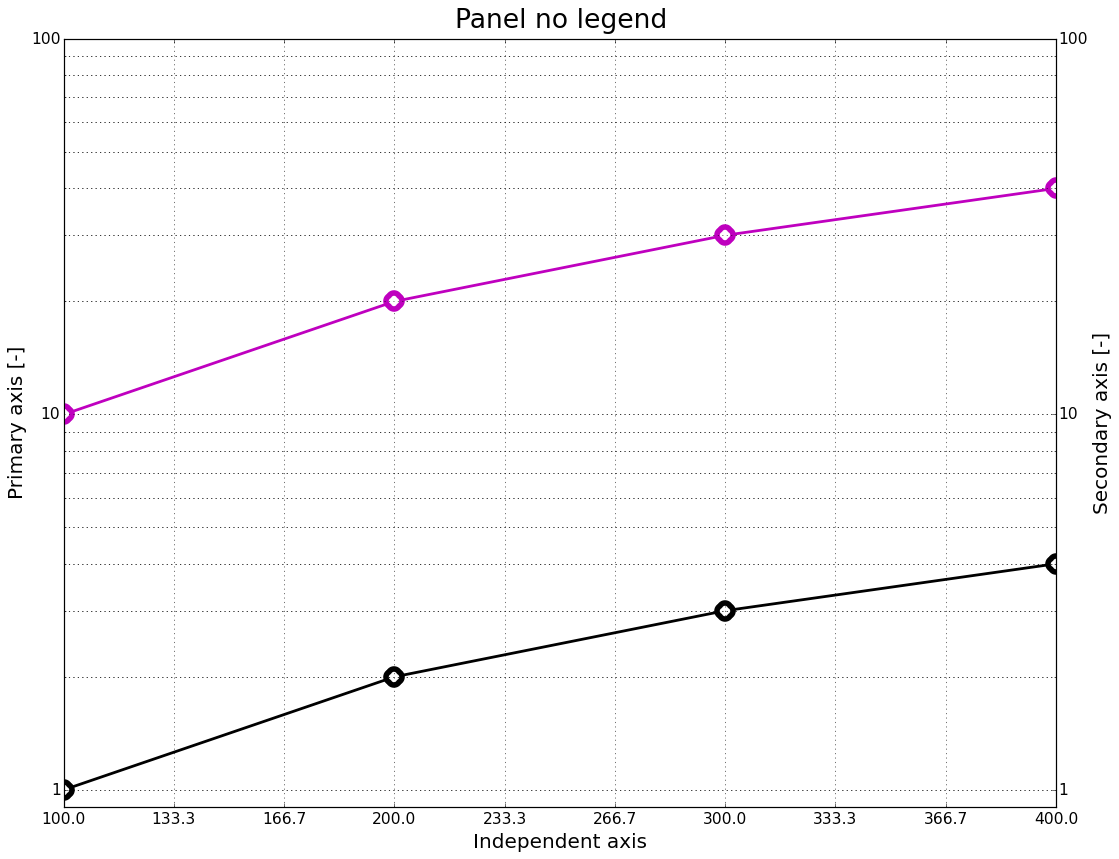 Panel no legend
100
10
1
Primary axis [-]
100
10
1
Secondary axis [-]
100.0 133.3 166.7 200.0 233.3 266.7 300.0 333.3 366.7 400.0
Independent axis